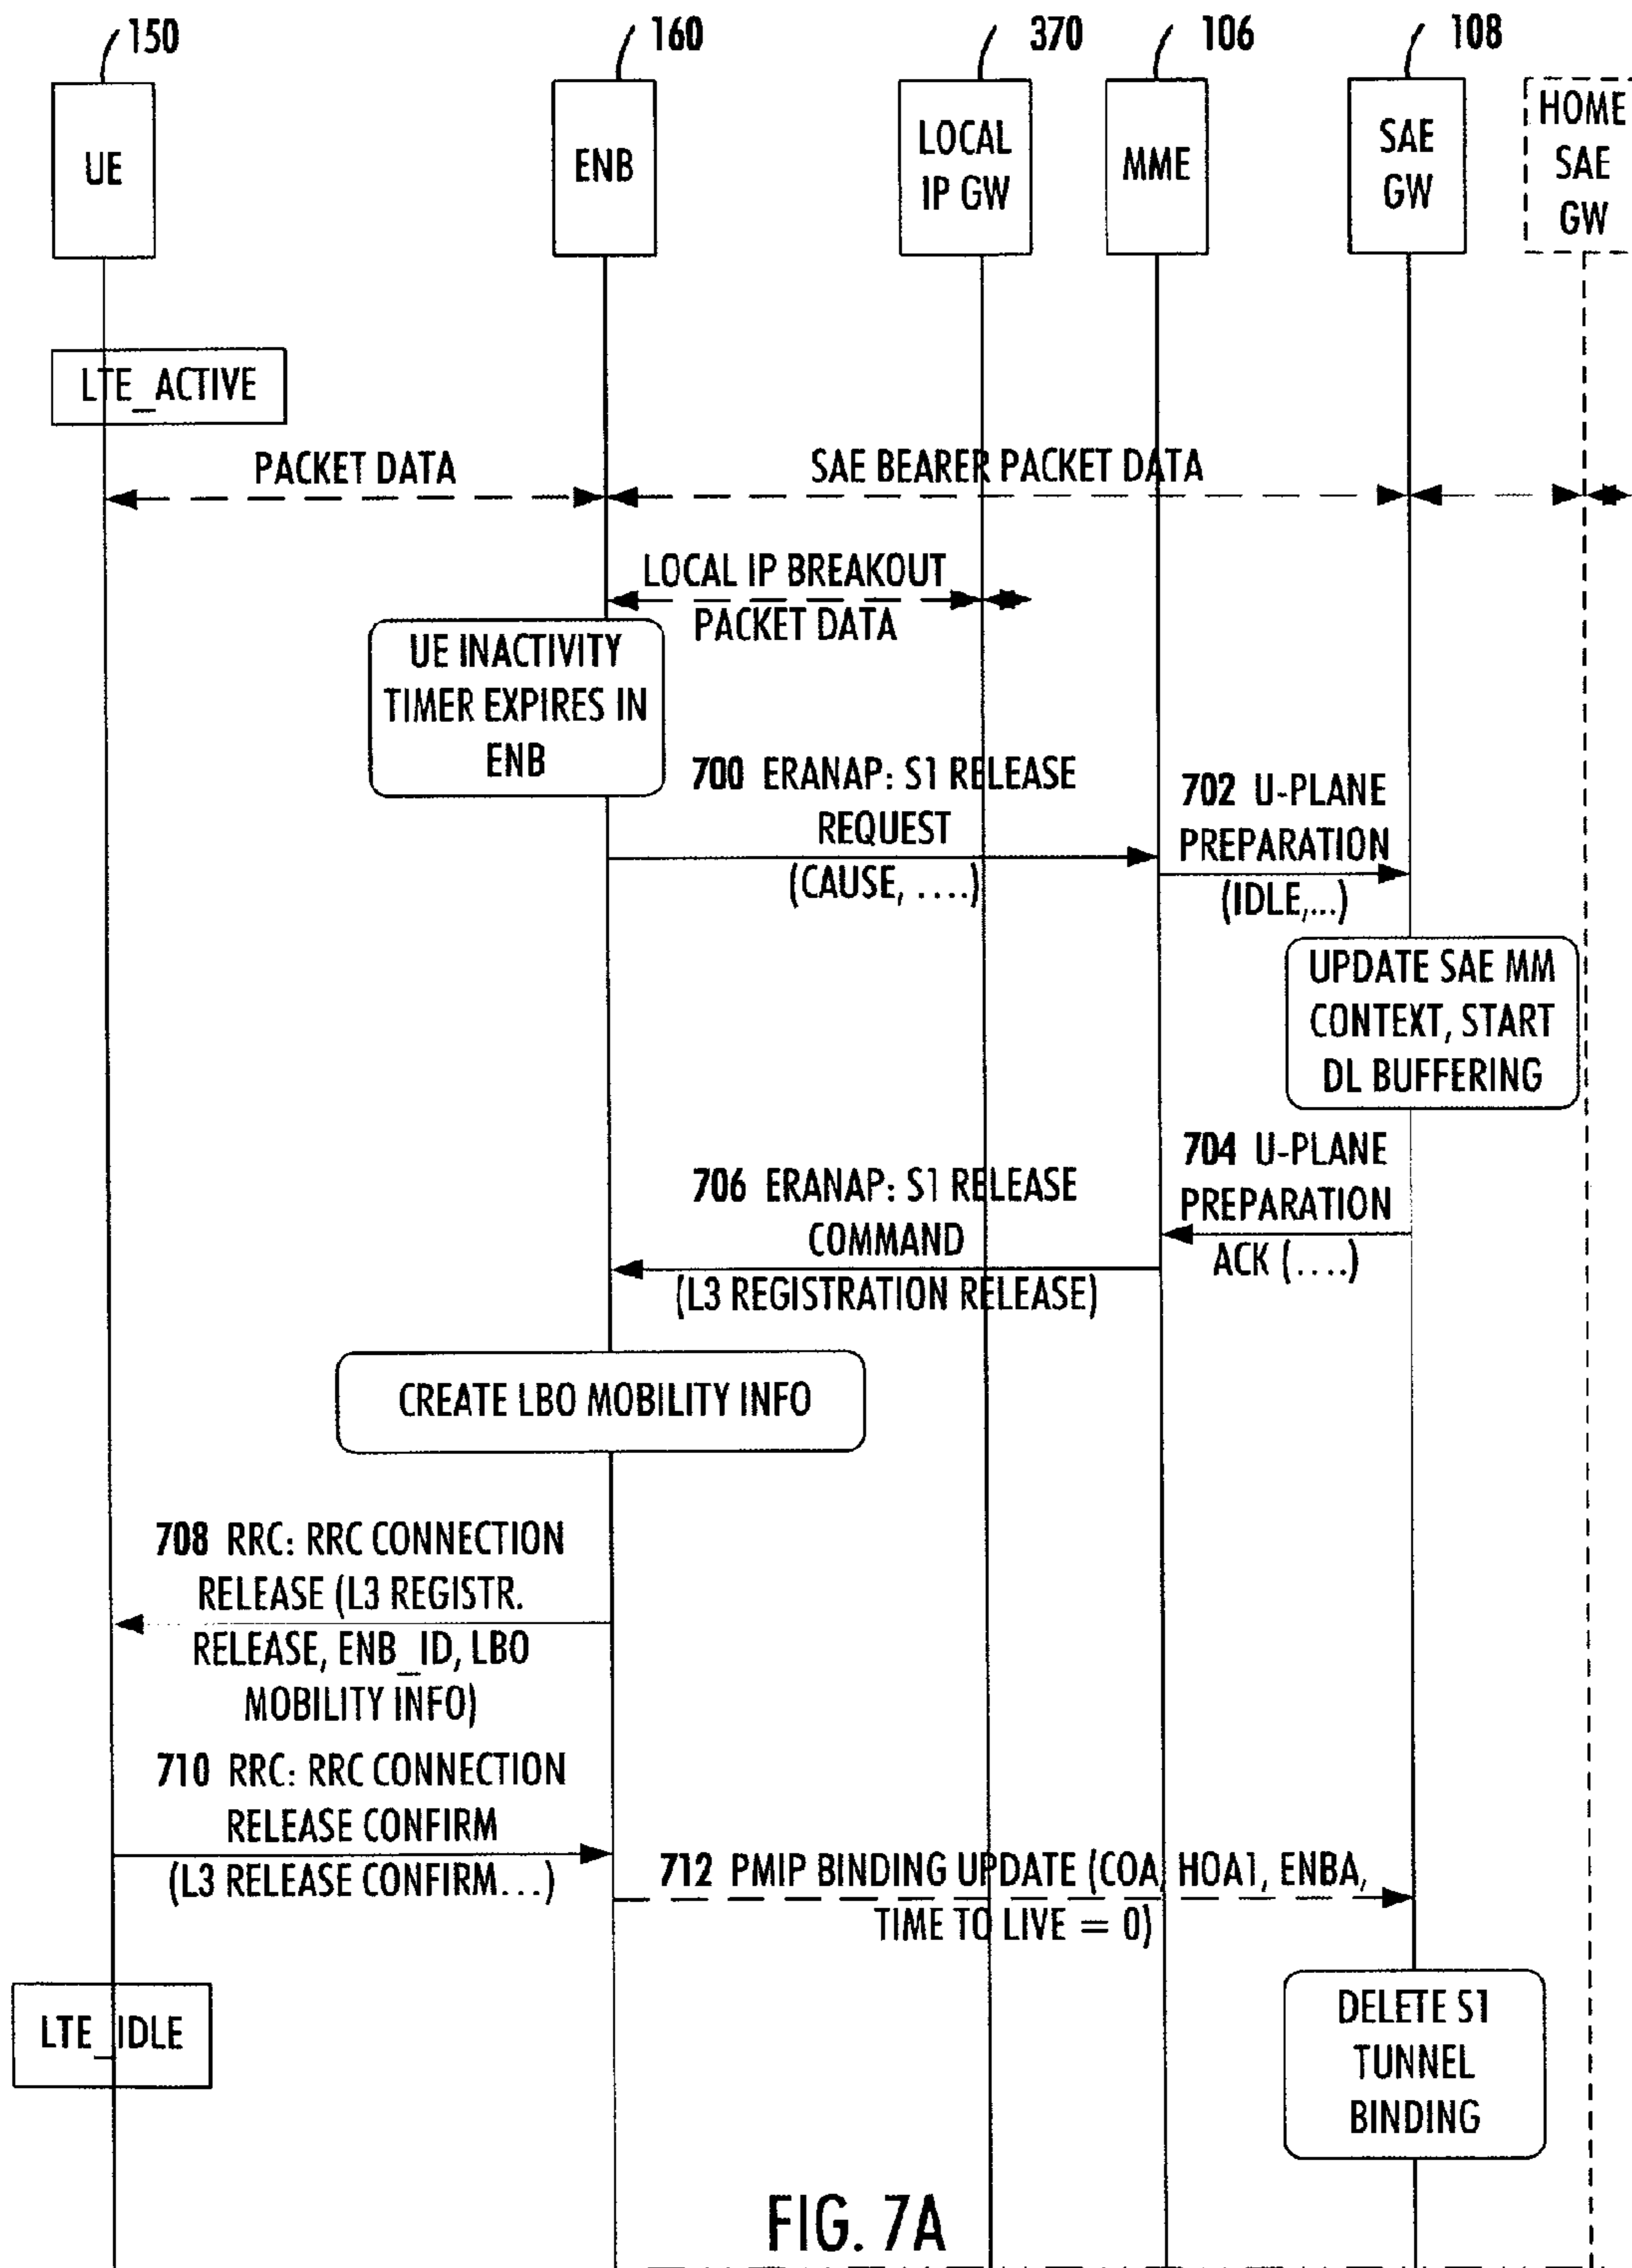 150
160
370
106
108
UE
ENB
LOCAL
IP GW
MME
SAE
GW
HOME
SAE
GW
LTE_ACTIVE
PACKET DATA
SAE BEARER PACKET DATA
LOCAL IP BREAKOUT
PACKET DATA
UE INACTIVITY
TIMER EXPIRES IN
ENB
700 ERANAP: S1 RELEASE
REQUEST
(CAUSE, ....)
702 U-PLANE
PREPARATION
(IDLE,...)
UPDATE SAE MM
CONTEXT, START
DL BUFFERING
704 U-PLANE
PREPARATION
ACK (....)
706 ERANAP: S1 RELEASE
COMMAND
(L3 REGISTRATION RELEASE)
CREATE LBO MOBILITY INFO
708 RRC: RRC CONNECTION
RELEASE (L3 REGISTR.
RELEASE, ENB_ID, LBO
MOBILITY INFO)
710 RRC: RRC CONNECTION
RELEASE CONFIRM
(L3 RELEASE CONFIRM...)
712 PMIP BINDING UPDATE (COA, HOA1, ENBA,
TIME TO LIVE = 0)
LTE_IDLE
DELETE S1
TUNNEL
BINDING
FIG. 7A